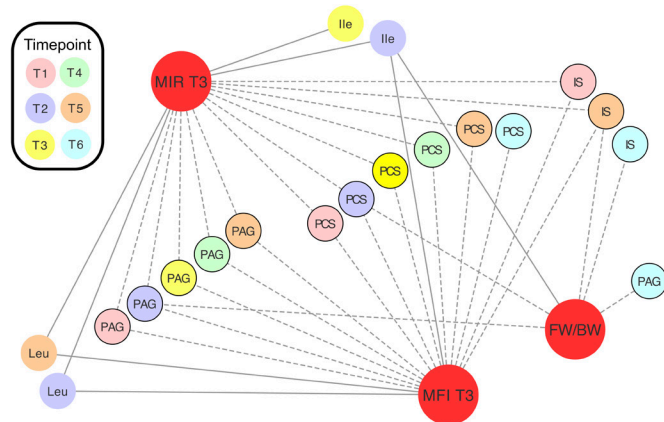 Timepoint
T1 T4
T2 T5
T3 T6
Ile
Ile
MIR T3
IS
IS
IS
PCS
PCS
PCS
PCS
PCS
PCS
PAG
PAG
PAG
PAG
PAG
PAG
FW/BW
Leu
Leu
MFI T3